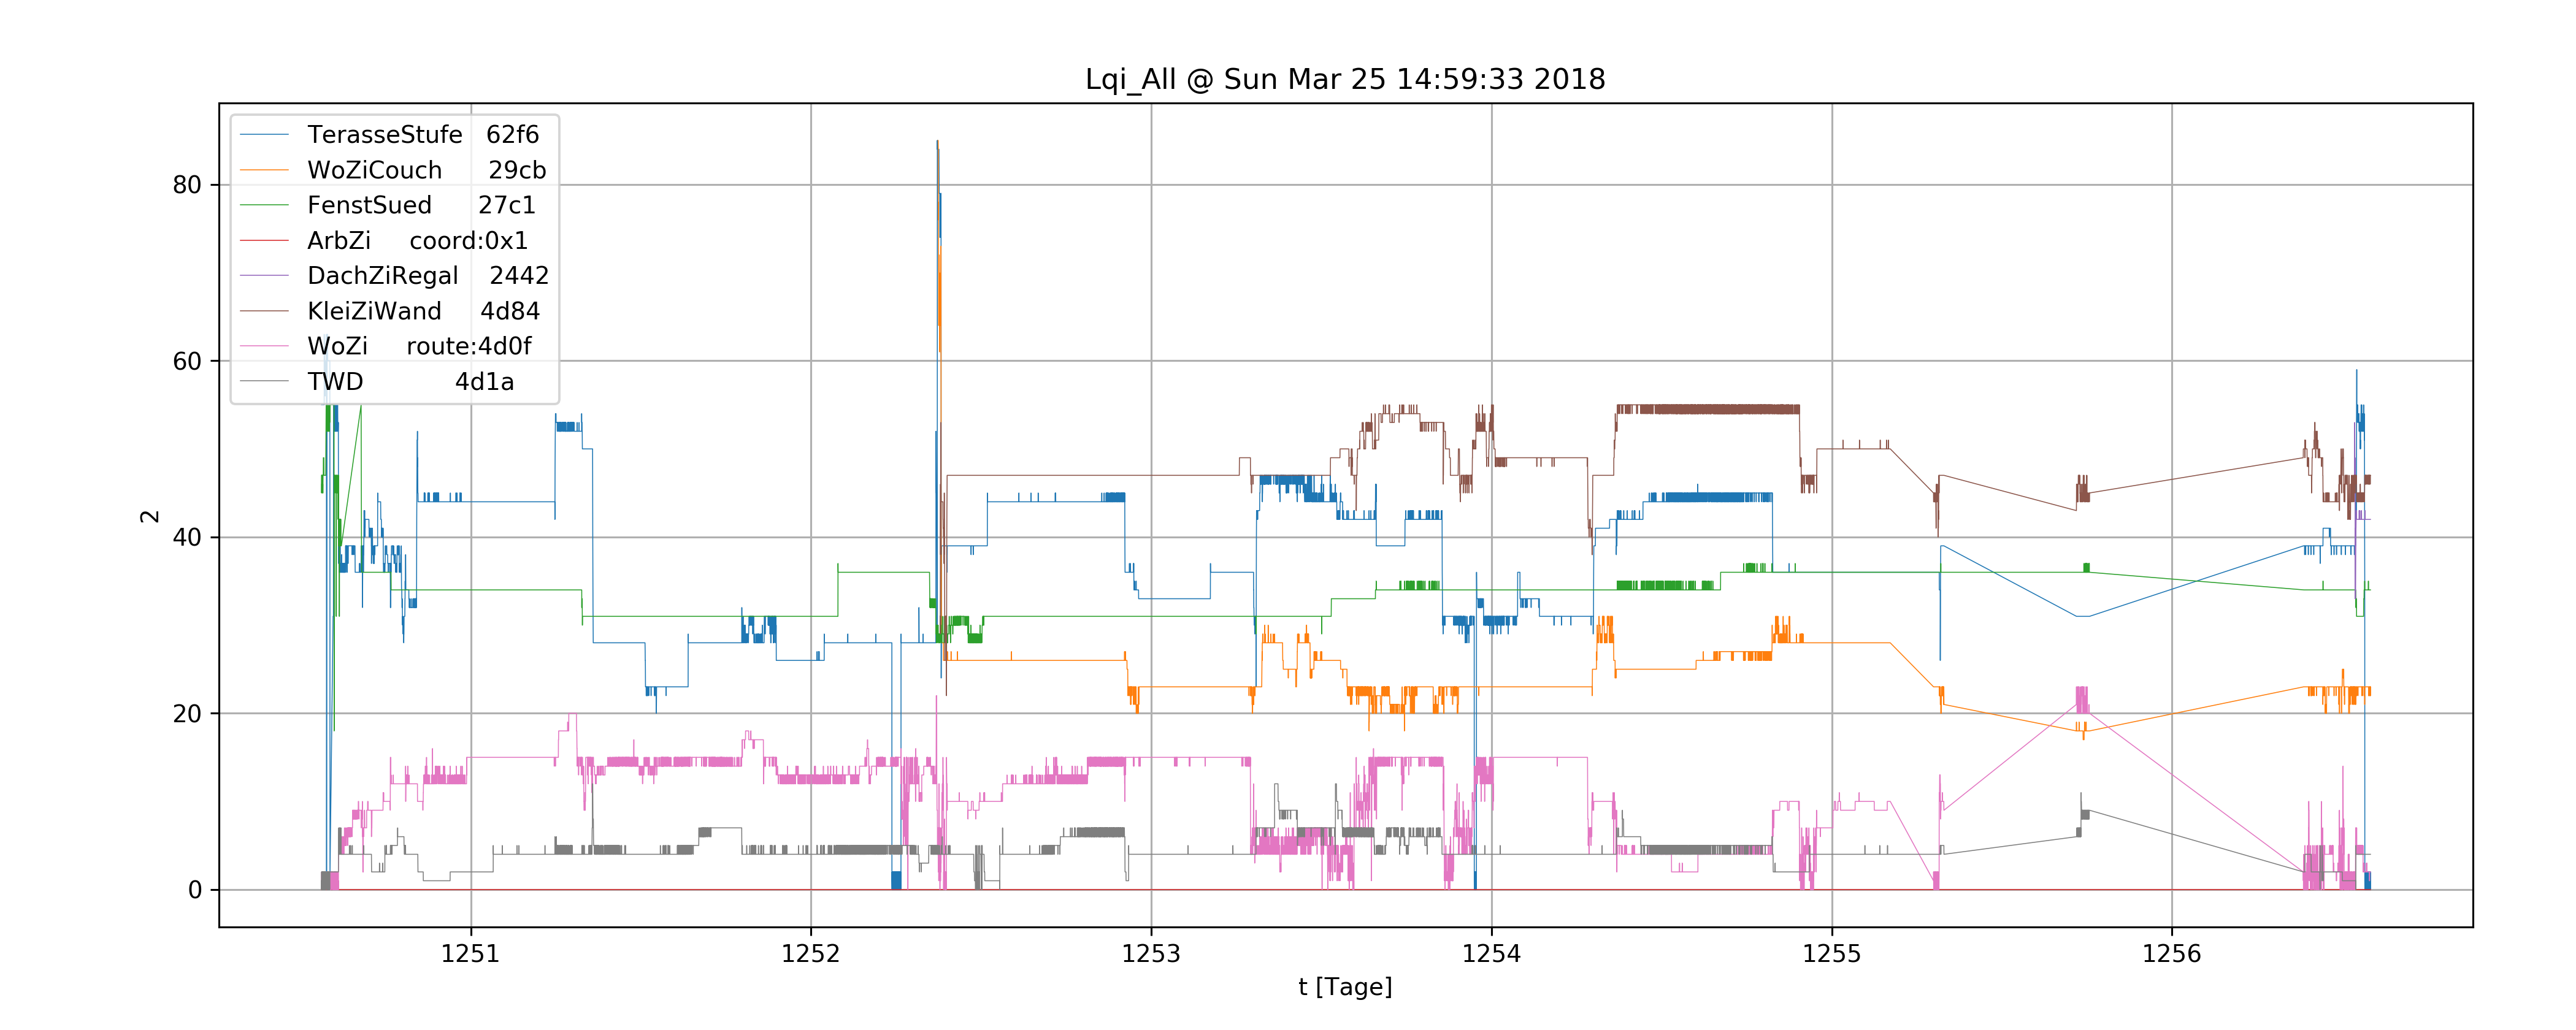 Lqi_All @ Sun Mar 25 14:59:33 2018
TerasseStufe 62f6
WoZiCouch 29cb
FenstSued 27c1
ArbZi coord:0x1
DachZiRegal 2442
KleiZiWand 4d84
WoZi route:4d0f
TWD 4d1a
80
60
40
20
0
2
1251 1252 1253 1254 1255 1256
t [Tage]